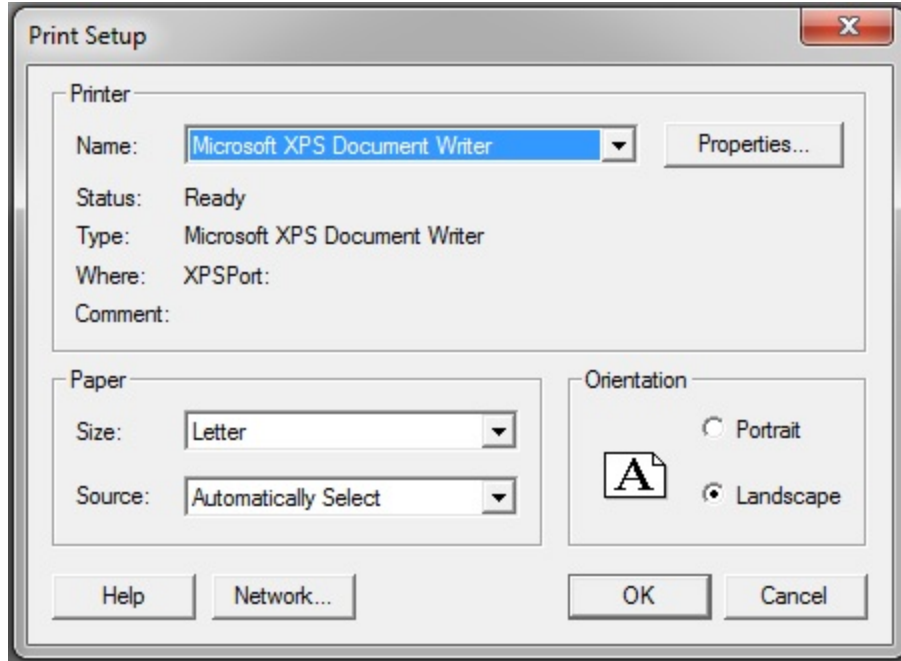 Print Setup
Printer
Name: Microsoft XPS Document Writer Properties...
Status: Ready
Type: Microsoft XPS Document Writer
Where: XPSPort:
Comment:
Paper
Size: Letter
Source: Automatically Select
Orientation
Portrait
A
Landscape
Help Network... OK Cancel